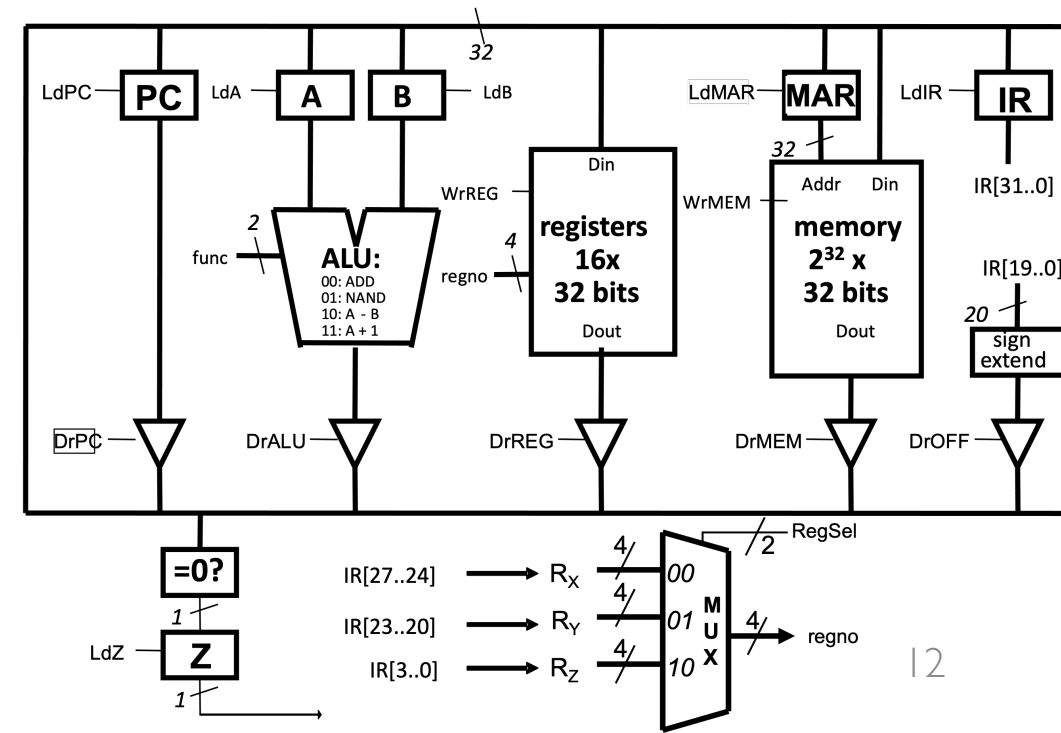 32
LdPC
PC
LdA
A
B
LdB
LdMAR
MAR
LdIR
IR
32
IR[31..0]
Din
WrREG
registers
16x
32 bits
Dout
4
regno
Addr
Din
WrMEM
memory
2³² x
32 bits
Dout
2
func
ALU:
00: ADD
01: NAND
10: A - B
11: A + 1
IR[19..0]
20
sign
extend
DrPC
DrALU
DrREG
DrMEM
DrOFF
=0?
1
LdZ
Z
1
RegSel
2
IR[27..24]
RX
4
00
IR[23..20]
RY
4
01
IR[3..0]
RZ
4
10
MUX
4
regno
12